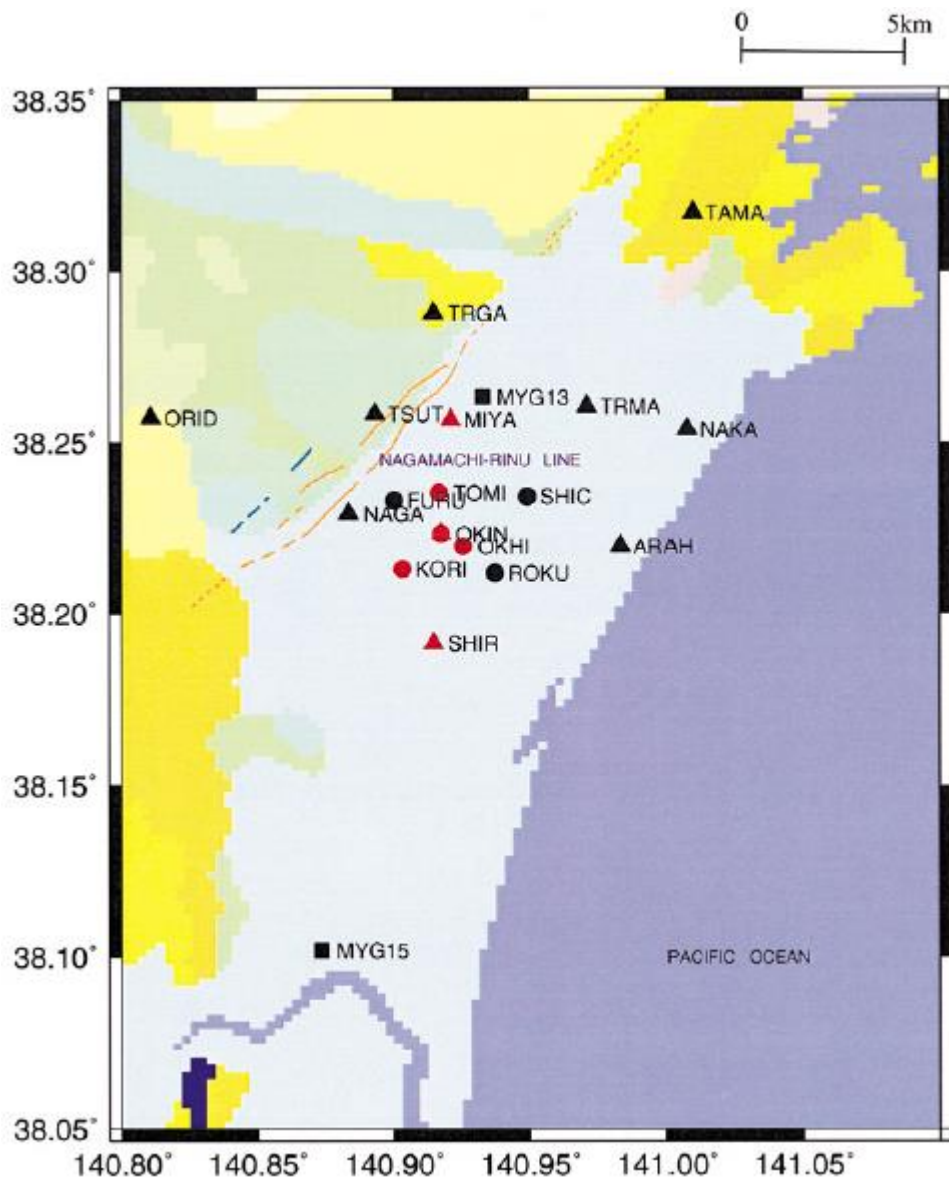 0 5km
38.35°
TAMA
38.30°
TRGA
MYG13
ORID TSUT MIYA TRMA NAKA
38.25°
NAGAMACHI-RINU LINE
TOMI SHIC
FURU
NAGA
OKIN
OKHI ARAH
KORI ROKU
38.20°
SHIR
38.15°
MYG15
38.10° PACIFIC OCEAN
38.05°
140.80° 140.85° 140.90° 140.95° 141.00° 141.05°